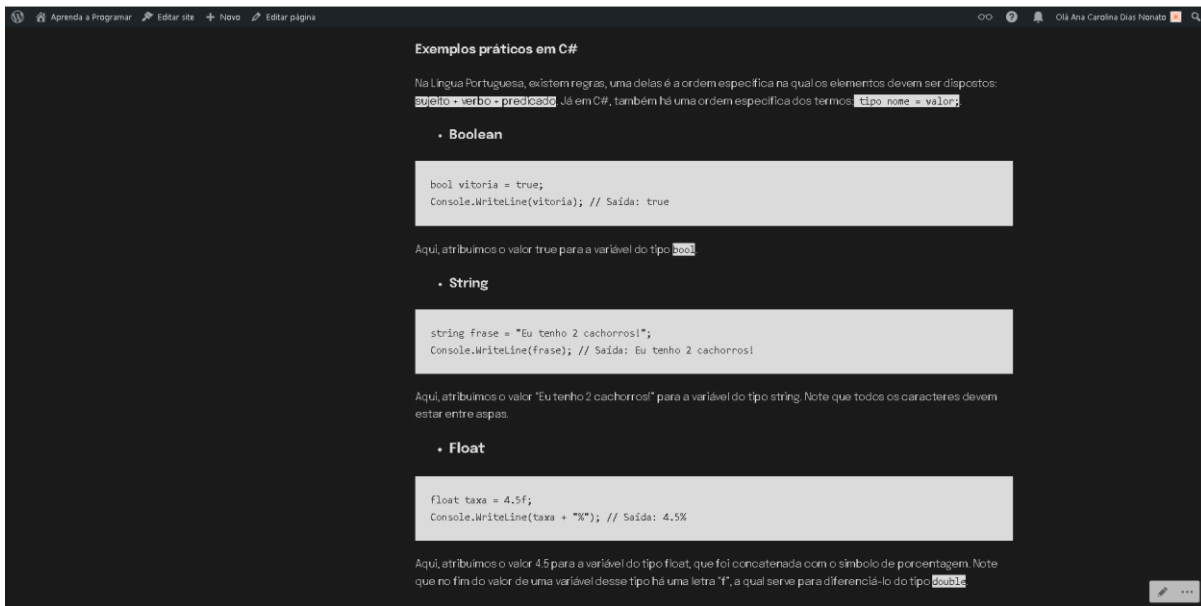 Aprenda a Programar Editar site Novo Editar página Olá Ana Carolina Dias Nonato
Exemplos práticos em C#
Na Língua Portuguesa, existem regras, uma delas é a ordem específica na qual os elementos devem ser dispostos:
sujeito + verbo + predicado. Já em C#, também há uma ordem específica dos termos: tipo nome = valor;.
• Boolean
bool vitoria = true;
Console.WriteLine(vitoria); // Saída: true
Aqui, atribuímos o valor true para a variável do tipo bool.
• String
string frase = "Eu tenho 2 cachorros!";
Console.WriteLine(frase); // Saída: Eu tenho 2 cachorros!
Aqui, atribuímos o valor "Eu tenho 2 cachorros!" para a variável do tipo string. Note que todos os caracteres devem
estar entre aspas.
• Float
float taxa = 4.5f;
Console.WriteLine(taxa + "%"); // Saída: 4.5%
Aqui, atribuímos o valor 4.5 para a variável do tipo float, que foi concatenada com o símbolo de porcentagem. Note
que no fim do valor de uma variável desse tipo há uma letra "f", a qual serve para diferenciá-lo do tipo double.